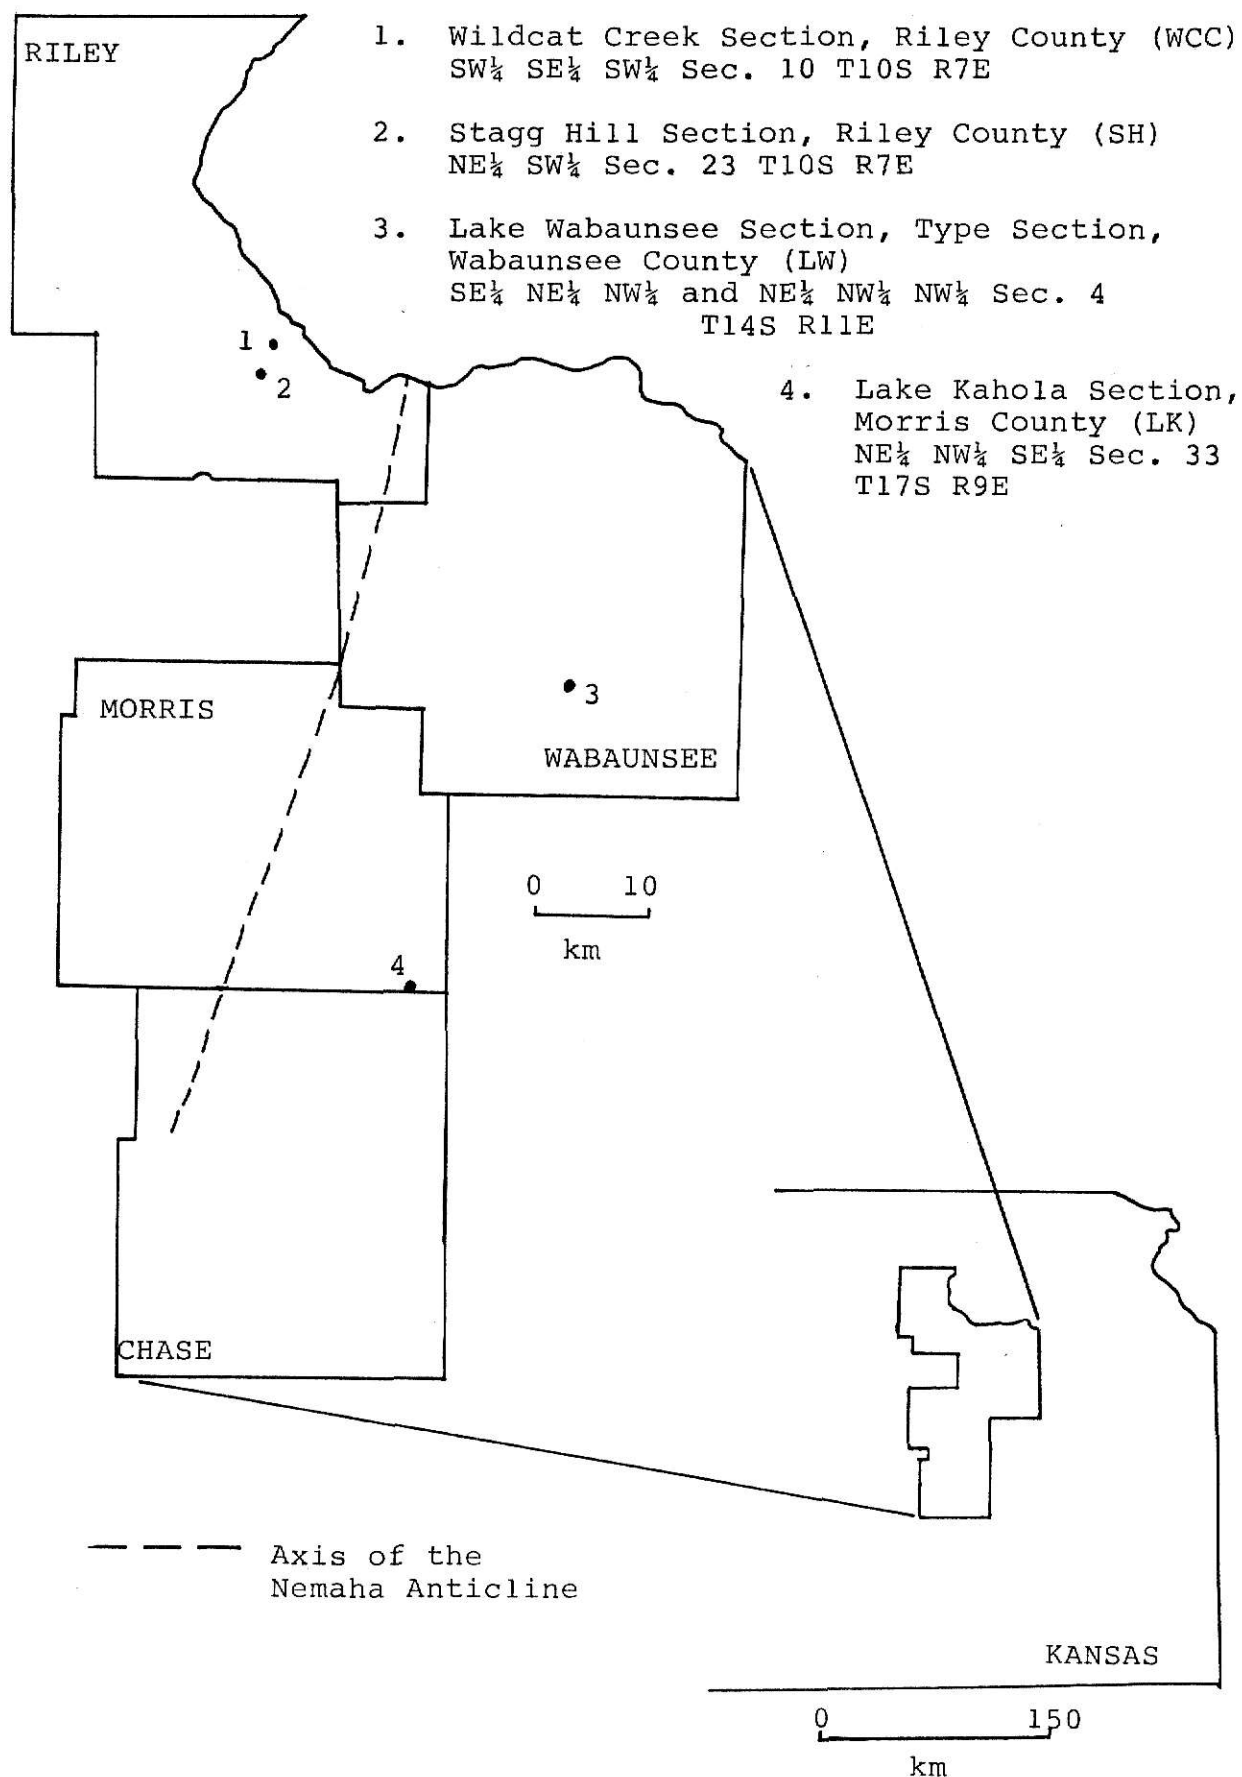 RILEY
1. Wildcat Creek Section, Riley County (WCC)
SW¼ SE¼ SW¼ Sec. 10 T10S R7E
2. Stagg Hill Section, Riley County (SH)
NE¼ SW¼ Sec. 23 T10S R7E
3. Lake Wabaunsee Section, Type Section,
Wabaunsee County (LW)
SE¼ NE¼ NW¼ and NE¼ NW¼ NW¼ Sec. 4
T14S R11E
4. Lake Kahola Section,
Morris County (LK)
NE¼ NW¼ SE¼ Sec. 33
T17S R9E
1
2
MORRIS
3
WABAUNSEE
0 10
km
4
CHASE
Axis of the
Nemaha Anticline
KANSAS
0 150
km